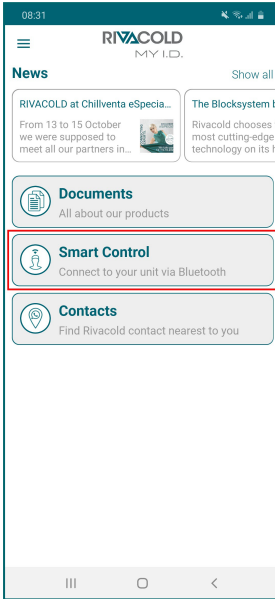 08:31
RIVACOLD
MY I.D.
News
Show all
RIVACOLD at Chillventa eSpecia...
From 13 to 15 October
we were supposed to
meet all our partners in...
The Blocksystem b
Rivacold chooses
most cutting-edge
technology on its h
Documents
All about our products
Smart Control
Connect to your unit via Bluetooth
Contacts
Find Rivacold contact nearest to you